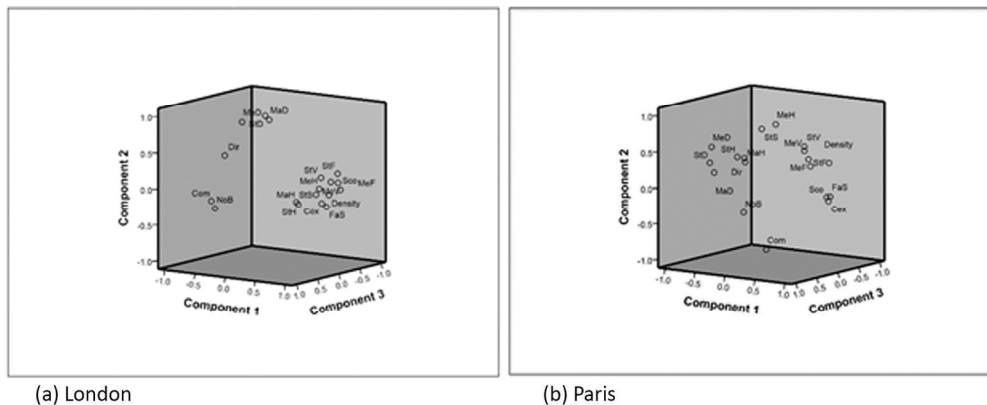 MeD MaD
StD
Dir
StV StF
MeH Sco MeF
MaH StS MeV
Com NoB
StH Cex Density
FaS
Component 2
1.0
0.5
0.0
-0.5
-1.0
-1.0 -0.5 0.0 0.5 1.0
Component 1
1.0 0.5 0.0 -0.5 -1.0
Component 3
(a) London
MeH
StS StV
MeD MeV Density
StD StH MaH
MeF StF
Dir
MaD Sco FaS
NoB Cex
Com
Component 2
1.0
0.5
0.0
-0.5
-1.0
-1.0 -0.5 0.0 0.5 1.0
Component 1
1.0 0.5 0.0 -0.5 -1.0
Component 3
(b) Paris